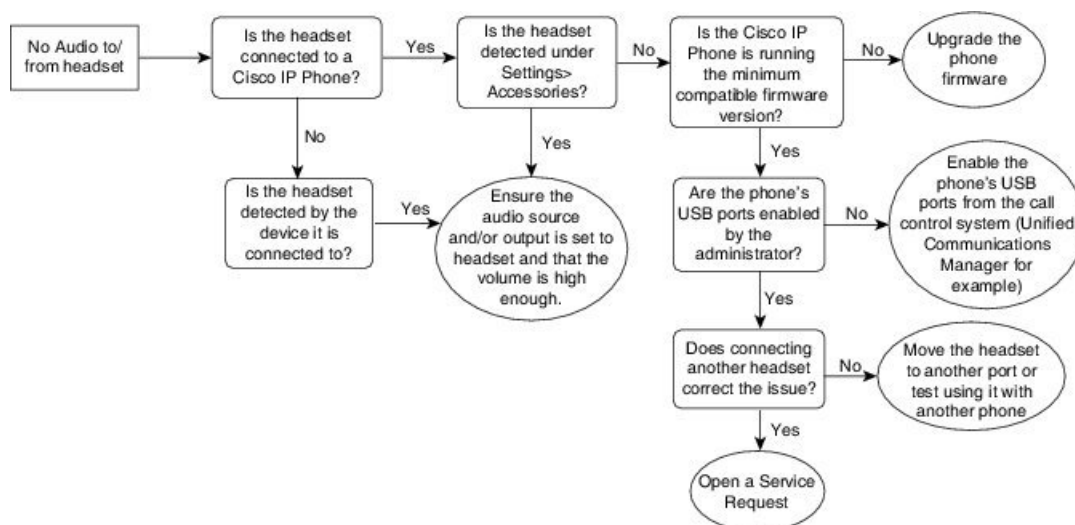 No Audio to/
from headset
Is the headset
connected to a
Cisco IP Phone?
Yes
Is the headset
detected under
Settings>
Accessories?
No
Is the Cisco IP
Phone is running
the minimum
compatible firmware
version?
No
Upgrade the
phone
firmware
No
Yes
Yes
Is the headset
detected by the
device it is
connected to?
Yes
Ensure the
audio source
and/or output is set to
headset and that the
volume is high
enough.
Are the phone's
USB ports enabled
by the
administrator?
No
Enable the
phone's USB
ports from the call
control system (Unified
Communications
Manager for
example)
Yes
Does connecting
another headset
correct the issue?
No
Move the headset
to another port or
test using it with
another phone
Yes
Open a Service
Request